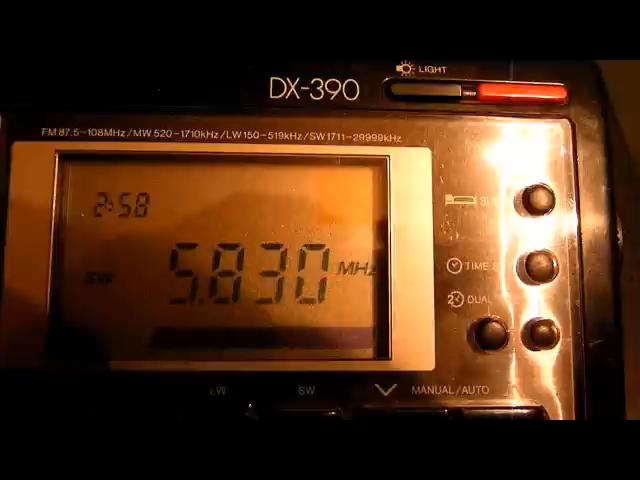 LIGHT
DX-390
FM 87.5-108MHz/MW 520-1710kHz/LW 150-519kHz/SW 1711-29999kHz
2:58
TIME
SW 5.830 MHz
DUAL
LW SW MANUAL/AUTO